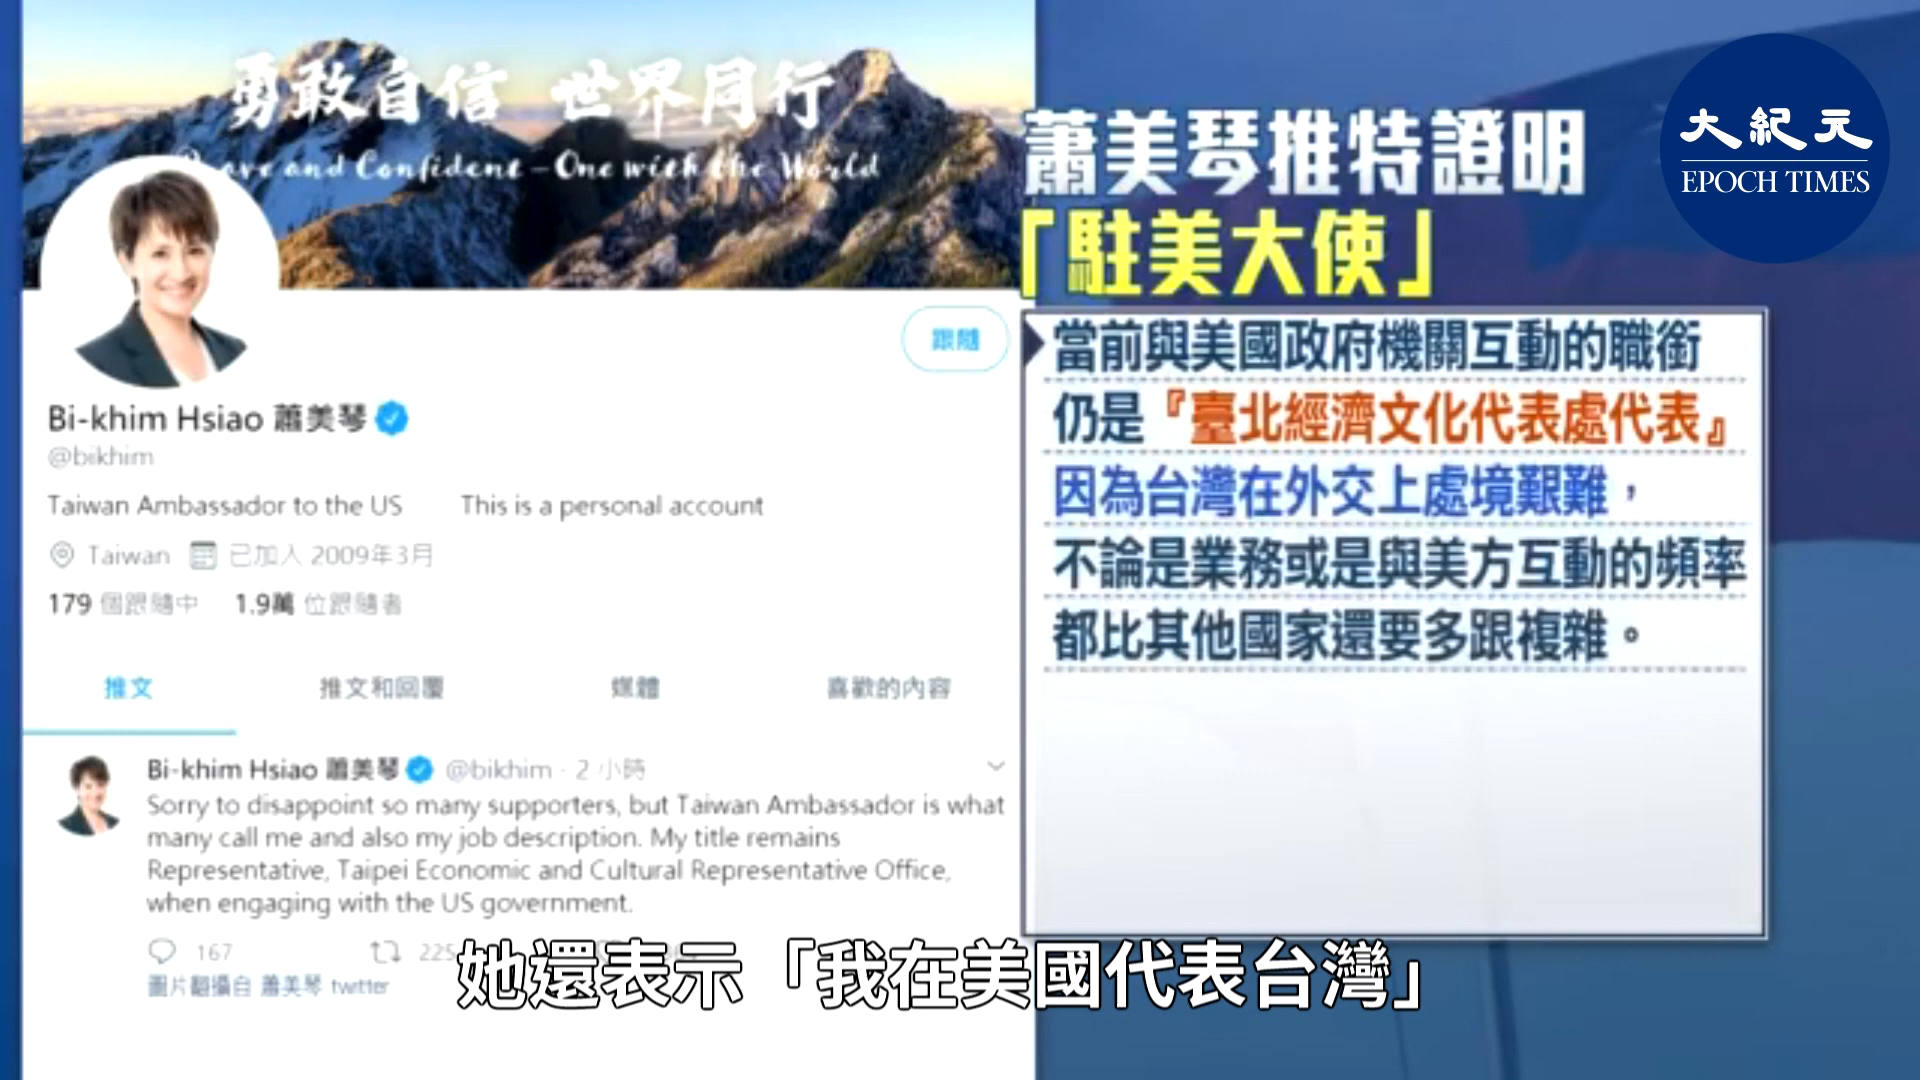 勇敢自信 世界同行
Brave and Confident – One with the World
大紀元
EPOCH TIMES
蕭美琴推特證明
「駐美大使」
跟隨
Bi-khim Hsiao 蕭美琴
@bikhim
Taiwan Ambassador to the US This is a personal account
Taiwan 已加入 2009年3月
179 個跟隨中 1.9萬 位跟隨者
推文 推文和回覆 媒體 喜歡的內容
Bi-khim Hsiao 蕭美琴 @bikhim · 2 小時
Sorry to disappoint so many supporters, but Taiwan Ambassador is what
many call me and also my job description. My title remains
Representative, Taipei Economic and Cultural Representative Office,
when engaging with the US government.
167 225
圖片翻攝自 蕭美琴 twitter
當前與美國政府機關互動的職銜
仍是『臺北經濟文化代表處代表』
因為台灣在外交上處境艱難，
不論是業務或是與美方互動的頻率
都比其他國家還要多跟複雜。
她還表示「我在美國代表台灣」